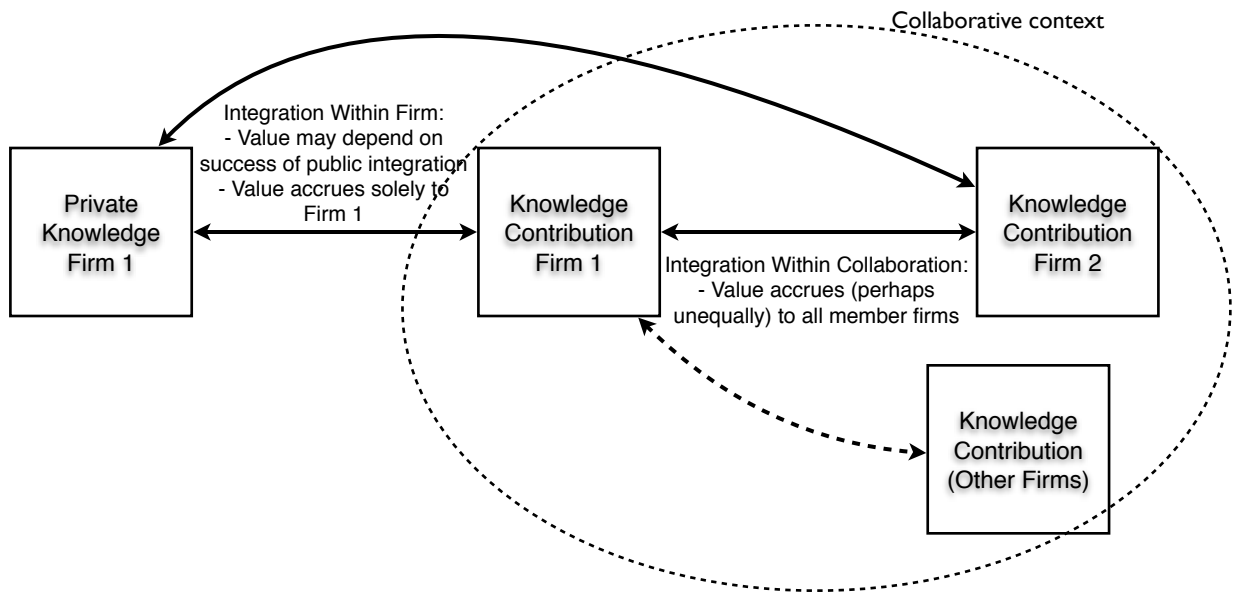 Collaborative context
Integration Within Firm:
- Value may depend on
success of public integration
- Value accrues solely to
Firm 1
Private
Knowledge
Firm 1
Knowledge
Contribution
Firm 1
Knowledge
Contribution
Firm 2
Integration Within Collaboration:
- Value accrues (perhaps
unequally) to all member firms
Knowledge
Contribution
(Other Firms)